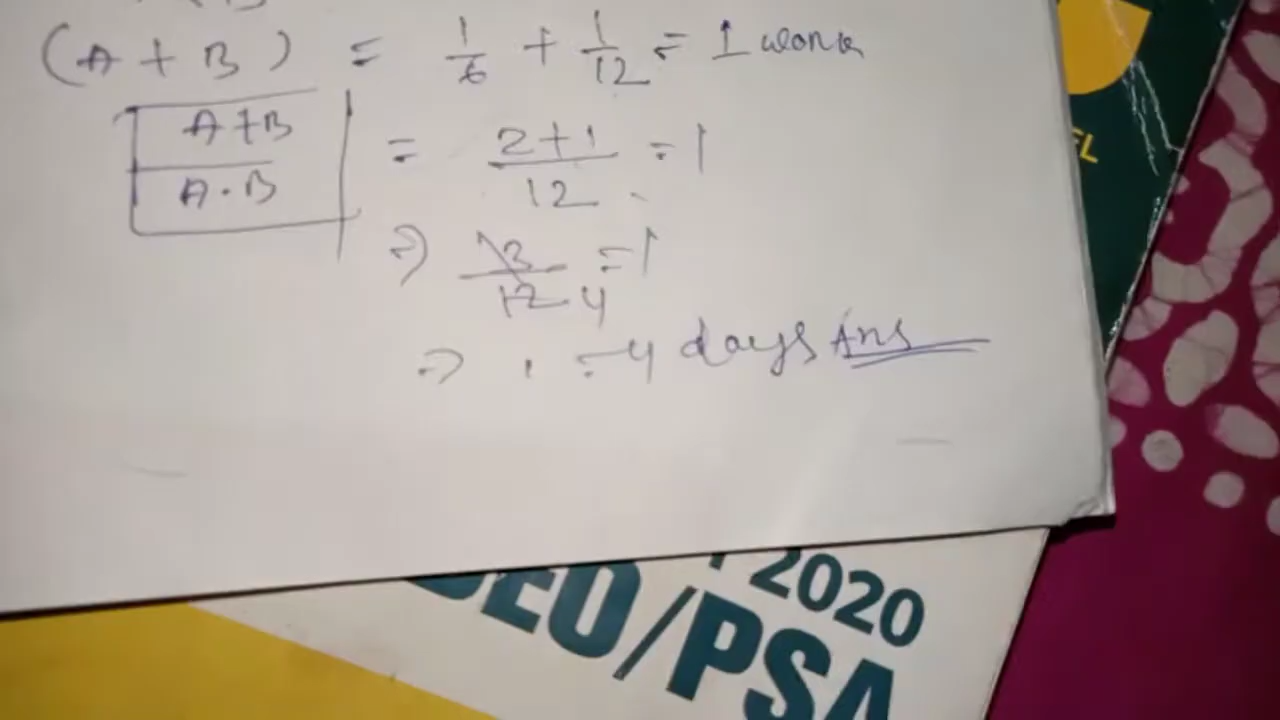 (A + B) = 1/6 + 1/12 = 1 work
A+B / A·B = 2+1 / 12 = 1
⇒ 3/12 4 = 1
⇒ 1 = 4 days Ans
2020
DEO/PSA
EL